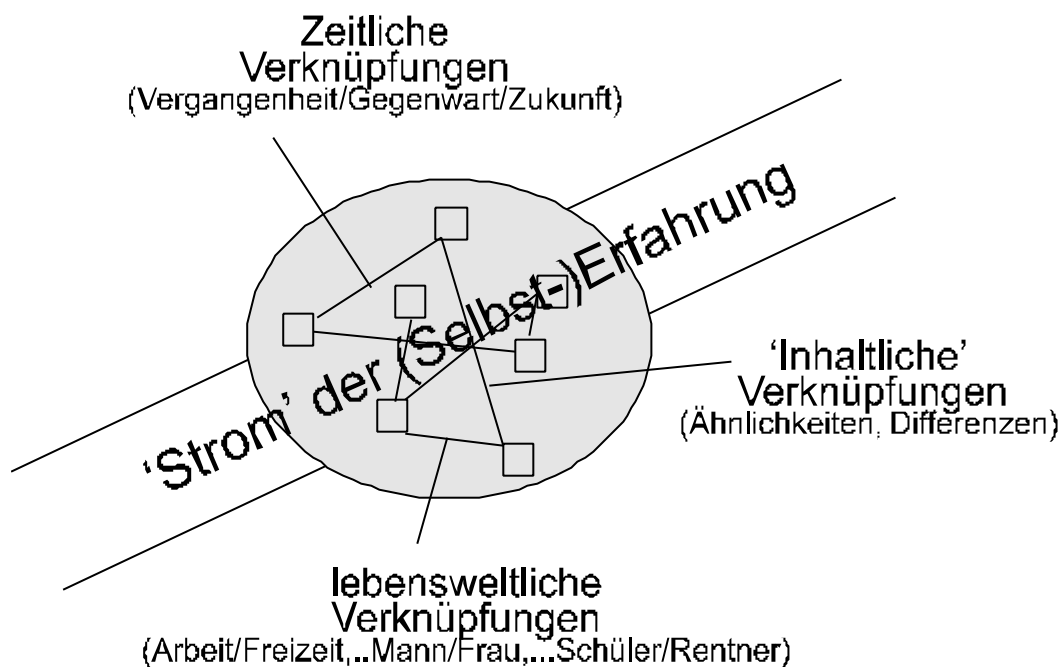 Zeitliche
Verknüpfungen
(Vergangenheit/Gegenwart/Zukunft)
‘Strom’ der (Selbst-)Erfahrung
‘Inhaltliche’
Verknüpfungen
(Ähnlichkeiten, Differenzen)
lebensweltliche
Verknüpfungen
(Arbeit/Freizeit,..Mann/Frau,...Schüler/Rentner)